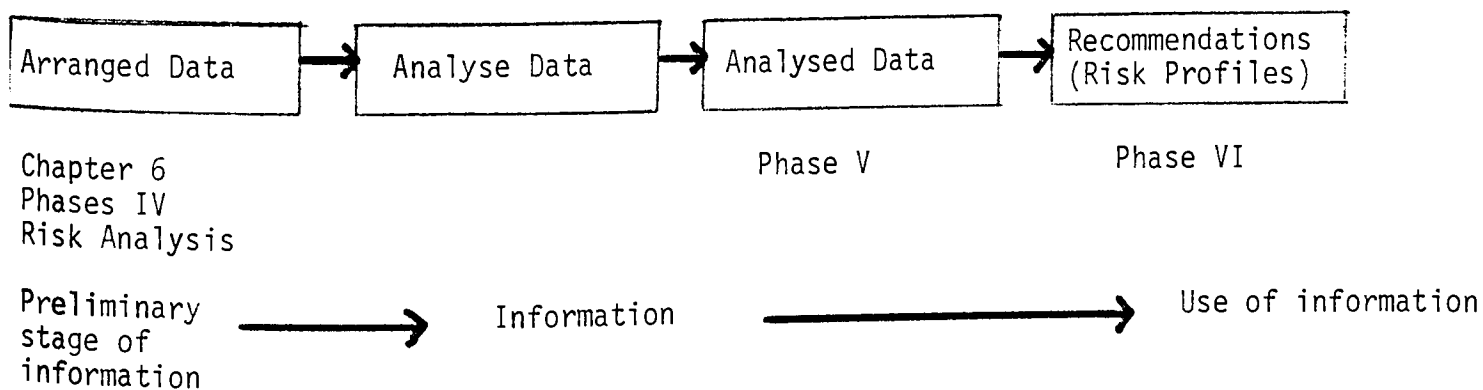 Arranged Data
Analyse Data
Analysed Data
Recommendations
(Risk Profiles)
Chapter 6
Phases IV
Risk Analysis
Phase V
Phase VI
Preliminary
stage of
information
Information
Use of information